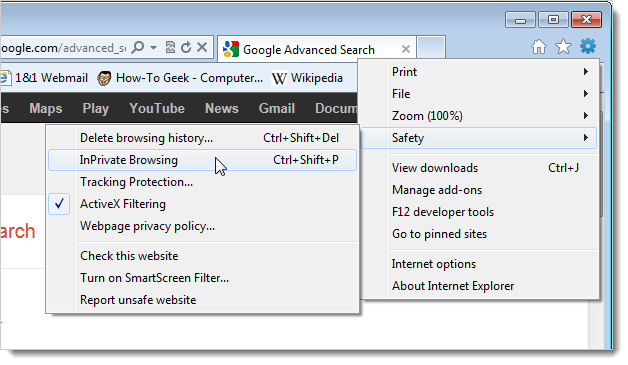 oogle.com/advanced_s
Google Advanced Search
1&1 Webmail
How-To Geek - Computer...
Wikipedia
es Maps Play YouTube News Gmail Docum
Print
File
Zoom (100%)
Safety
View downloads Ctrl+J
Manage add-ons
F12 developer tools
Go to pinned sites
Internet options
About Internet Explorer
Delete browsing history... Ctrl+Shift+Del
InPrivate Browsing Ctrl+Shift+P
Tracking Protection...
ActiveX Filtering
Webpage privacy policy...
Check this website
Turn on SmartScreen Filter...
Report unsafe website
arch